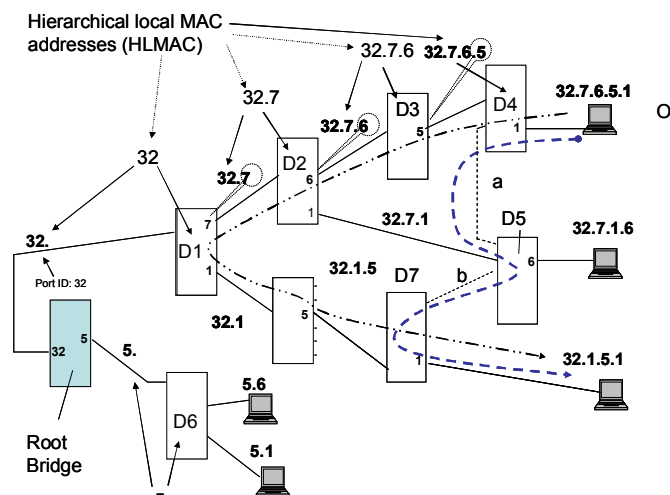 Hierarchical local MAC
addresses (HLMAC)
32.7.6
32.7.6.5
32.7.6.5.1
O
32.7
D3
D4
32.7.6
D2
1
5
32
32.7
6
a
1
D5
32.7.1
32.7.1.6
7
32.
D1
6
Port ID: 32
1
32.1.5
D7
b
32.1
5
5
5.
32
1
32.1.5.1
5.6
D6
Root
Bridge
5.1